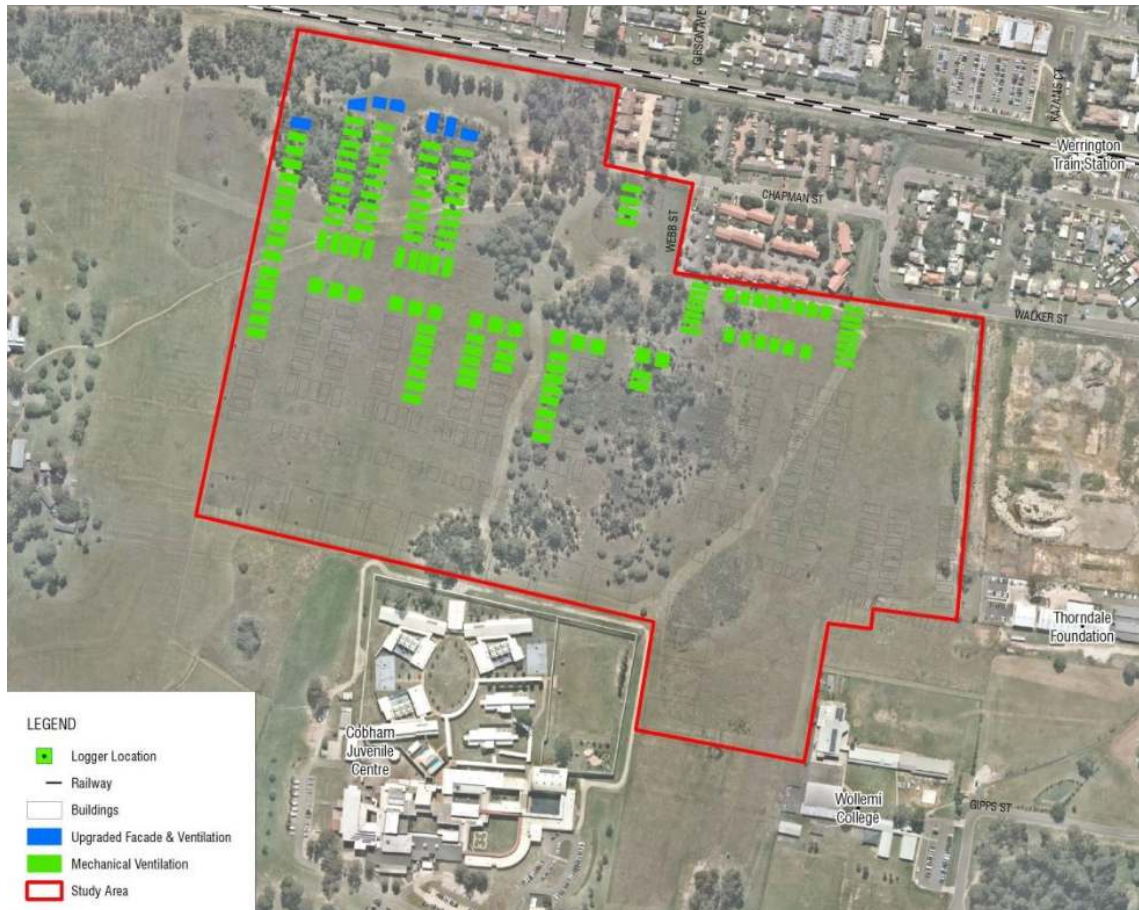 GIBSON AVE
KAZANIS CT
Werrington
Train Station
CHAPMAN ST
WEBB ST
WALKER ST
Thorndale
Foundation
Cobham
Juvenile
Centre
Wollemi
College
GIPPS ST
LEGEND
Logger Location
Railway
Buildings
Upgraded Facade & Ventilation
Mechanical Ventilation
Study Area